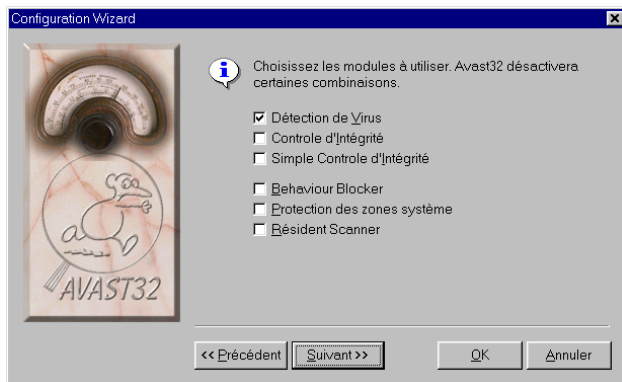 Configuration Wizard
Choisissez les modules à utiliser. Avast32 désactivera
certaines combinaisons.
Détection de Virus
Controle d'Intégrité
Simple Controle d'Intégrité
Behaviour Blocker
Protection des zones système
Résident Scanner
AVAST32
<< Précédent
Suivant >>
OK
Annuler